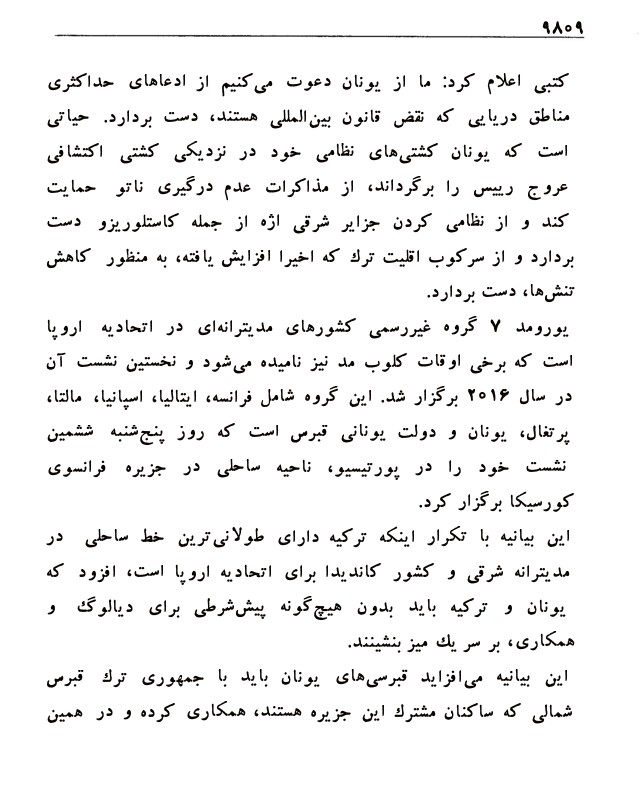 ۹۸۰۹
کتبی اعلام کرد: ما از یونان دعوت می‌کنیم از ادعاهای حداکثری
مناطق دریایی که نقض قانون بین‌المللی هستند، دست بردارد. حیاتی
است که یونان کشتی‌های نظامی خود در نزدیکی کشتی اکتشافی
عروج رییس را برگرداند، از مذاکرات عدم درگیری ناتو حمایت
کند و از نظامی کردن جزایر شرقی اژه از جمله کاستلوریزو دست
بردارد و از سرکوب اقلیت ترك که اخیرا افزایش یافته، به منظور کاهش
تنش‌ها، دست بردارد.
یورومد ۷ گروه غیررسمی کشورهای مدیترانه‌ای در اتحادیه اروپا
است که برخی اوقات کلوب مد نیز نامیده می‌شود و نخستین نشست آن
در سال ۲۰۱۶ برگزار شد. این گروه شامل فرانسه، ایتالیا، اسپانیا، مالتا،
پرتغال، یونان و دولت یونانی قبرس است که روز پنج‌شنبه ششمین
نشست خود را در پورتیسیو، ناحیه ساحلی در جزیره فرانسوی
کورسیکا برگزار کرد.
این بیانیه با تکرار اینکه ترکیه دارای طولانی‌ترین خط ساحلی در
مدیترانه شرقی و کشور کاندیدا برای اتحادیه اروپا است، افزود که
یونان و ترکیه باید بدون هیچ‌گونه پیش‌شرطی برای دیالوگ و
همکاری، بر سر یك میز بنشینند.
این بیانیه می‌افزاید قبرسی‌های یونان باید با جمهوری ترك قبرس
شمالی که ساکنان مشترك این جزیره هستند، همکاری کرده و در همین